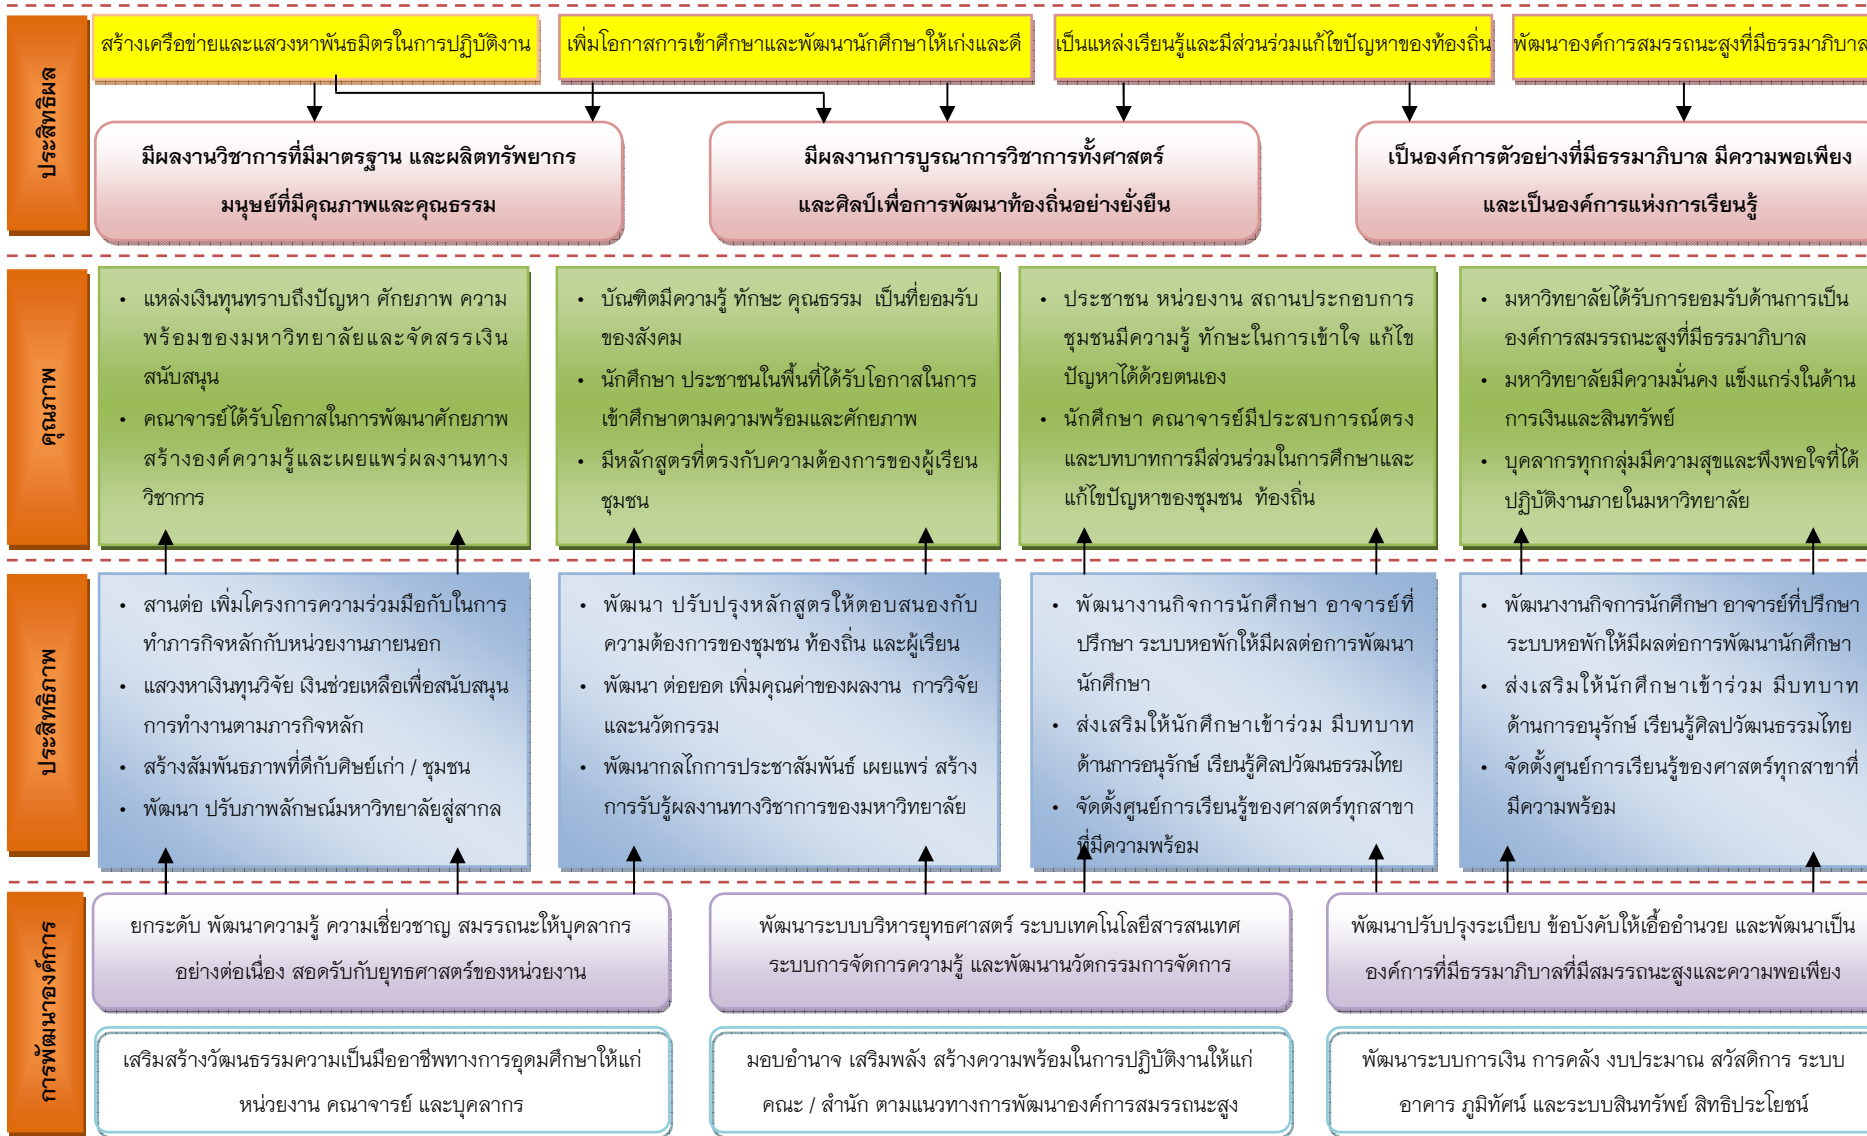 ประสิทธิผล
สร้างเครือข่ายและแสวงหาพันธมิตรในการปฏิบัติงาน
เพิ่มโอกาสการเข้าศึกษาและพัฒนานักศึกษาให้เก่งและดี
เป็นแหล่งเรียนรู้และมีส่วนร่วมแก้ไขปัญหาของท้องถิ่น
พัฒนาองค์การสมรรถนะสูงที่มีธรรมาภิบาล
มีผลงานวิชาการที่มีมาตรฐาน และผลิตทรัพยากร
มนุษย์ที่มีคุณภาพและคุณธรรม
มีผลงานการบูรณาการวิชาการทั้งศาสตร์
และศิลป์เพื่อการพัฒนาท้องถิ่นอย่างยั่งยืน
เป็นองค์การตัวอย่างที่มีธรรมาภิบาล มีความพอเพียง
และเป็นองค์การแห่งการเรียนรู้
คุณภาพ
• แหล่งเงินทุนทราบถึงปัญหา ศักยภาพ ความ
พร้อมของมหาวิทยาลัยและจัดสรรเงิน
สนับสนุน
• คณาจารย์ได้รับโอกาสในการพัฒนาศักยภาพ
สร้างองค์ความรู้และเผยแพร่ผลงานทาง
วิชาการ
• บัณฑิตมีความรู้ ทักษะ คุณธรรม เป็นที่ยอมรับ
ของสังคม
• นักศึกษา ประชาชนในพื้นที่ได้รับโอกาสในการ
เข้าศึกษาตามความพร้อมและศักยภาพ
• มีหลักสูตรที่ตรงกับความต้องการของผู้เรียน
ชุมชน
• ประชาชน หน่วยงาน สถานประกอบการ
ชุมชนมีความรู้ ทักษะในการเข้าใจ แก้ไข
ปัญหาได้ด้วยตนเอง
• นักศึกษา คณาจารย์มีประสบการณ์ตรง
และบทบาทการมีส่วนร่วมในการศึกษาและ
แก้ไขปัญหาของชุมชน ท้องถิ่น
• มหาวิทยาลัยได้รับการยอมรับด้านการเป็น
องค์การสมรรถนะสูงที่มีธรรมาภิบาล
• มหาวิทยาลัยมีความมั่นคง แข็งแกร่งในด้าน
การเงินและสินทรัพย์
• บุคลากรทุกกลุ่มมีความสุขและพึงพอใจที่ได้
ปฏิบัติงานภายในมหาวิทยาลัย
ประสิทธิภาพ
• สานต่อ เพิ่มโครงการความร่วมมือกับในการ
ทำภารกิจหลักกับหน่วยงานภายนอก
• แสวงหาเงินทุนวิจัย เงินช่วยเหลือเพื่อสนับสนุน
การทำงานตามภารกิจหลัก
• สร้างสัมพันธภาพที่ดีกับศิษย์เก่า / ชุมชน
• พัฒนา ปรับภาพลักษณ์มหาวิทยาลัยสู่สากล
• พัฒนา ปรับปรุงหลักสูตรให้ตอบสนองกับ
ความต้องการของชุมชน ท้องถิ่น และผู้เรียน
• พัฒนา ต่อยอด เพิ่มคุณค่าของผลงาน การวิจัย
และนวัตกรรม
• พัฒนากลไกการประชาสัมพันธ์ เผยแพร่ สร้าง
การรับรู้ผลงานทางวิชาการของมหาวิทยาลัย
• พัฒนางานกิจการนักศึกษา อาจารย์ที่
ปรึกษา ระบบหอพักให้มีผลต่อการพัฒนา
นักศึกษา
• ส่งเสริมให้นักศึกษาเข้าร่วม มีบทบาท
ด้านการอนุรักษ์ เรียนรู้ศิลปวัฒนธรรมไทย
• จัดตั้งศูนย์การเรียนรู้ของศาสตร์ทุกสาขา
ที่มีความพร้อม
• พัฒนางานกิจการนักศึกษา อาจารย์ที่ปรึกษา
ระบบหอพักให้มีผลต่อการพัฒนานักศึกษา
• ส่งเสริมให้นักศึกษาเข้าร่วม มีบทบาท
ด้านการอนุรักษ์ เรียนรู้ศิลปวัฒนธรรมไทย
• จัดตั้งศูนย์การเรียนรู้ของศาสตร์ทุกสาขาที่
มีความพร้อม
การพัฒนาองค์การ
ยกระดับ พัฒนาความรู้ ความเชี่ยวชาญ สมรรถนะให้บุคลากร
อย่างต่อเนื่อง สอดรับกับยุทธศาสตร์ของหน่วยงาน
พัฒนาระบบบริหารยุทธศาสตร์ ระบบเทคโนโลยีสารสนเทศ
ระบบการจัดการความรู้ และพัฒนานวัตกรรมการจัดการ
พัฒนาปรับปรุงระเบียบ ข้อบังคับให้เอื้ออำนวย และพัฒนาเป็น
องค์การที่มีธรรมาภิบาลที่มีสมรรถนะสูงและความพอเพียง
เสริมสร้างวัฒนธรรมความเป็นมืออาชีพทางการอุดมศึกษาให้แก่
หน่วยงาน คณาจารย์ และบุคลากร
มอบอำนาจ เสริมพลัง สร้างความพร้อมในการปฏิบัติงานให้แก่
คณะ / สำนัก ตามแนวทางการพัฒนาองค์การสมรรถนะสูง
พัฒนาระบบการเงิน การคลัง งบประมาณ สวัสดิการ ระบบ
อาคาร ภูมิทัศน์ และระบบสินทรัพย์ สิทธิประโยชน์